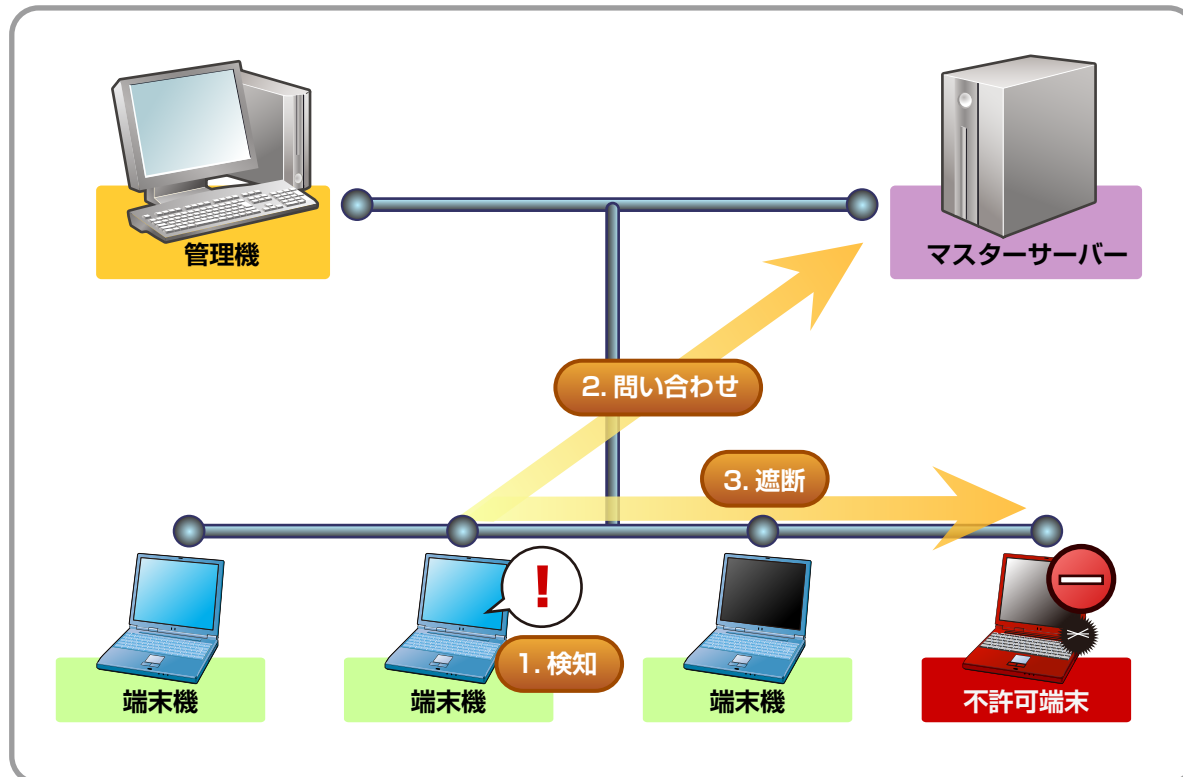 管理機
マスターサーバー
2. 問い合わせ
3. 遮断
!
1. 検知
端末機
端末機
端末機
不許可端末